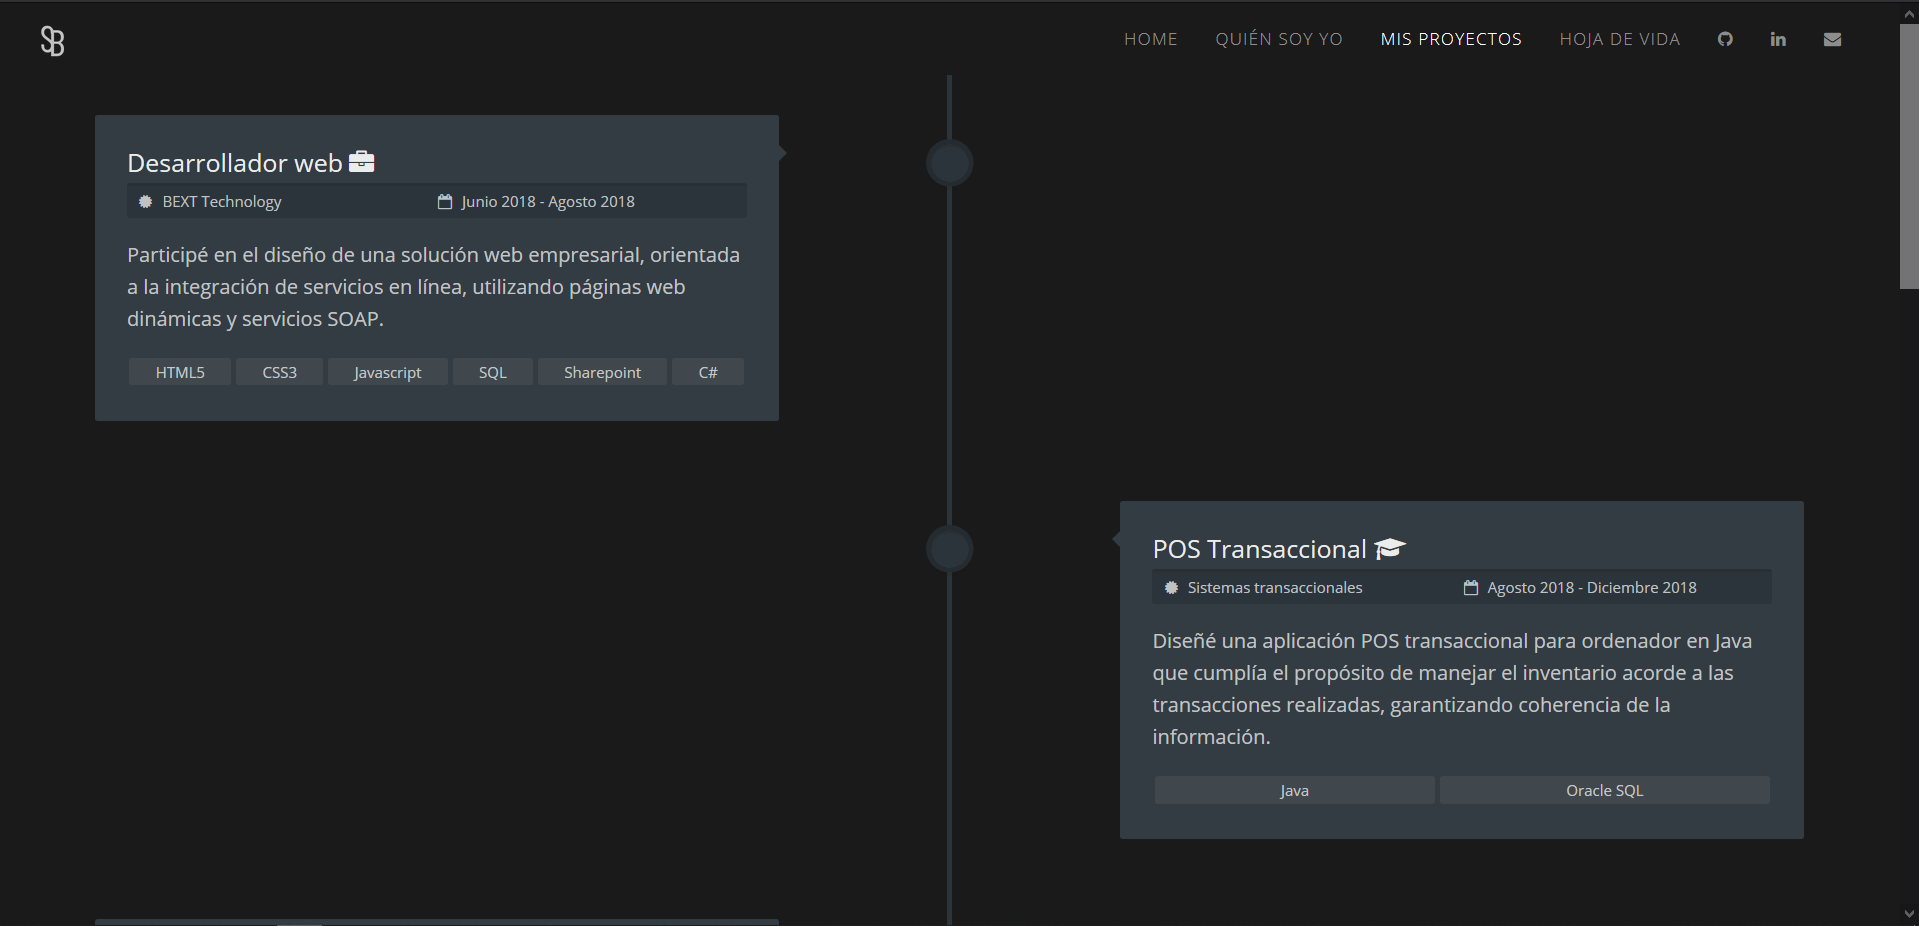 SB
HOME QUIÉN SOY YO MIS PROYECTOS HOJA DE VIDA
Desarrollador web
BEXT Technology Junio 2018 - Agosto 2018
Participé en el diseño de una solución web empresarial, orientada
a la integración de servicios en línea, utilizando páginas web
dinámicas y servicios SOAP.
HTML5 CSS3 Javascript SQL Sharepoint C#
POS Transaccional
Sistemas transaccionales Agosto 2018 - Diciembre 2018
Diseñé una aplicación POS transaccional para ordenador en Java
que cumplía el propósito de manejar el inventario acorde a las
transacciones realizadas, garantizando coherencia de la
información.
Java Oracle SQL